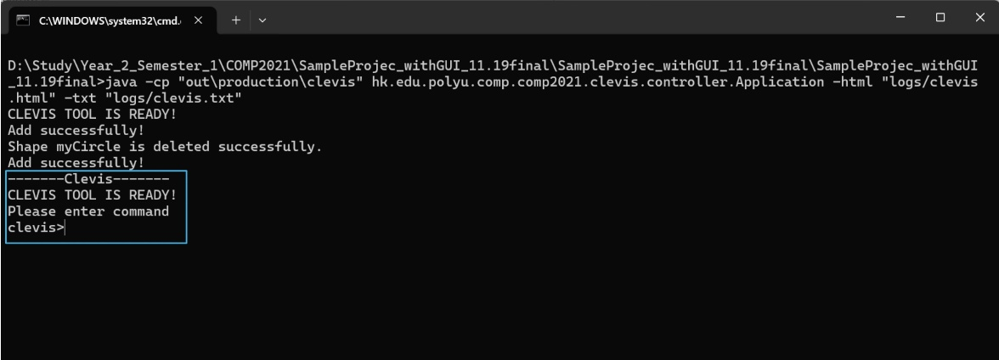 C:\WINDOWS\system32\cmd.
D:\Study\Year_2_Semester_1\COMP2021\SampleProjec_withGUI_11.19final\SampleProjec_withGUI_11.19final\SampleProjec_withGUI
_11.19final>java -cp "out\production\clevis" hk.edu.polyu.comp.comp2021.clevis.controller.Application -html "logs/clevis
.html" -txt "logs/clevis.txt"
CLEVIS TOOL IS READY!
Add successfully!
Shape myCircle is deleted successfully.
Add successfully!
-------Clevis-------
CLEVIS TOOL IS READY!
Please enter command
clevis>